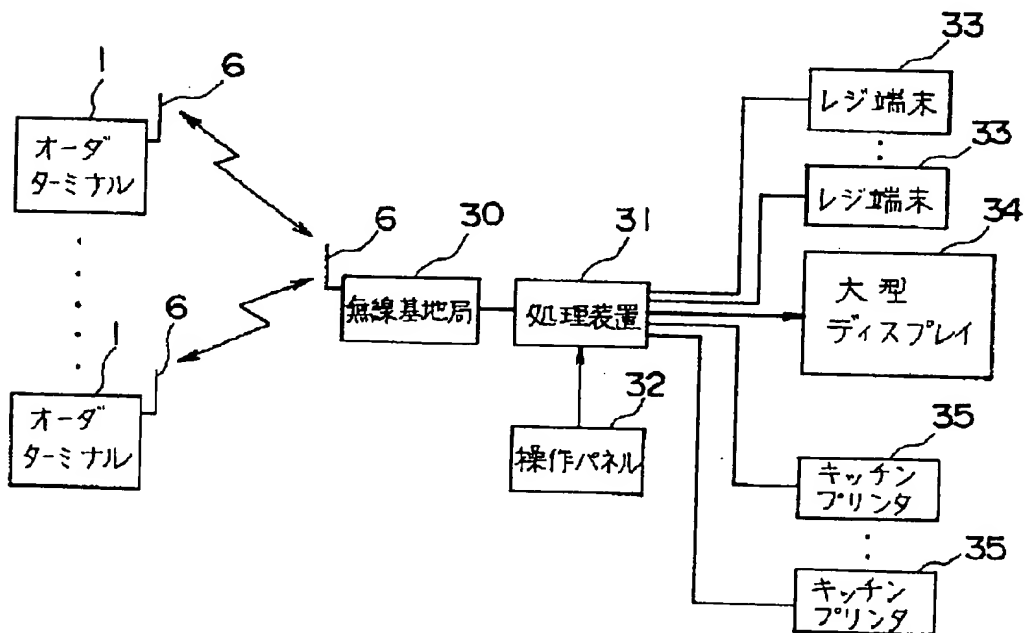 1
6
オーダ
ターミナル
1
6
オーダ
ターミナル
6
30
無線基地局
31
処理装置
32
操作パネル
33
レジ端末
33
レジ端末
34
大型
ディスプレイ
35
キッチン
プリンタ
35
キッチン
プリンタ